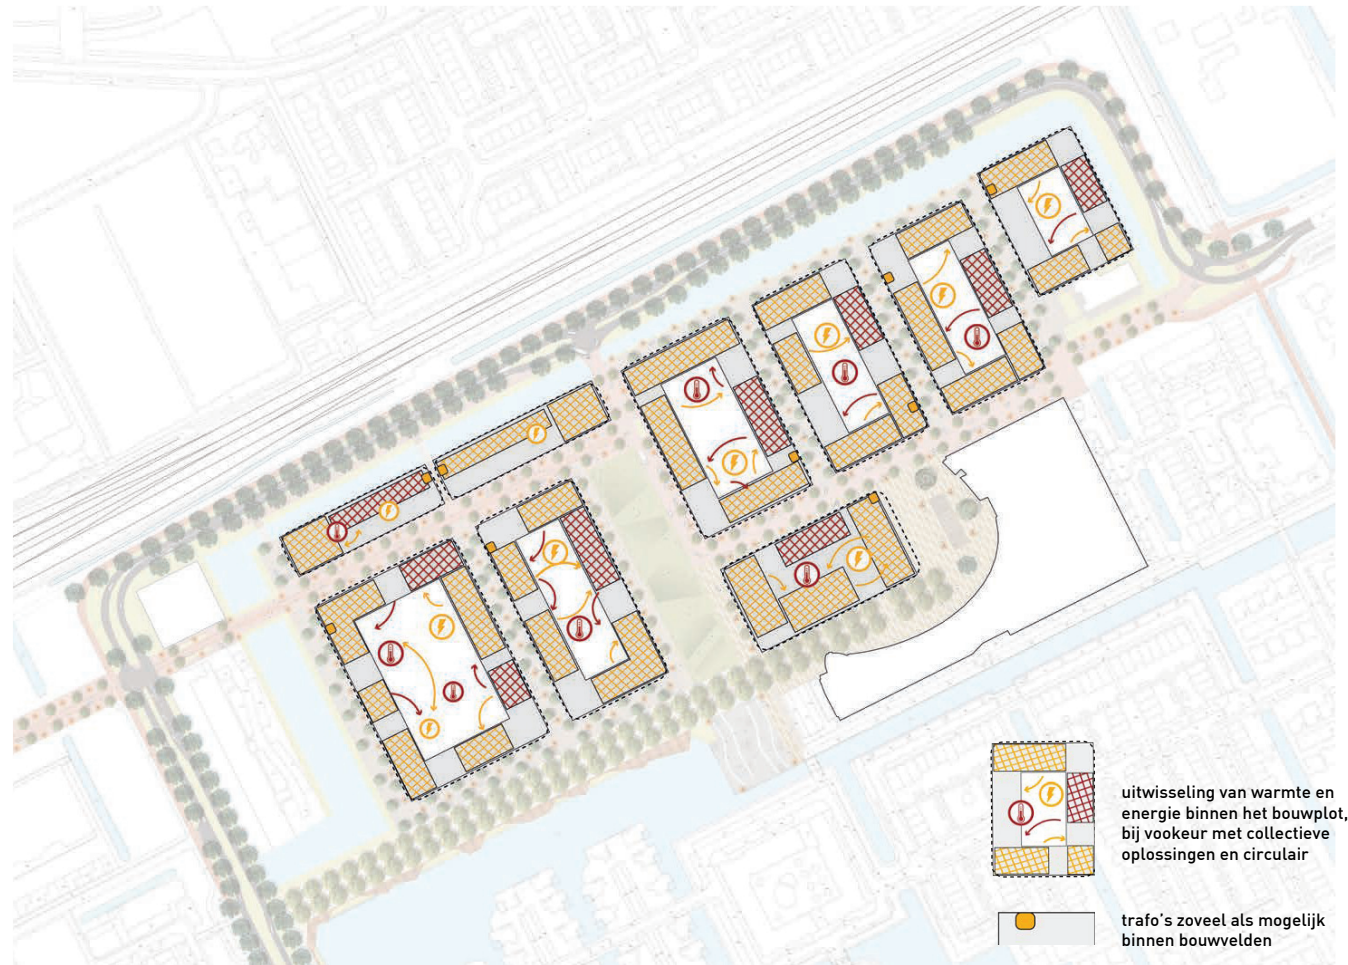 uitwisseling van warmte en
energie binnen het bouwplot,
bij vookeur met collectieve
oplossingen en circulair
trafo's zoveel als mogelijk
binnen bouwvelden